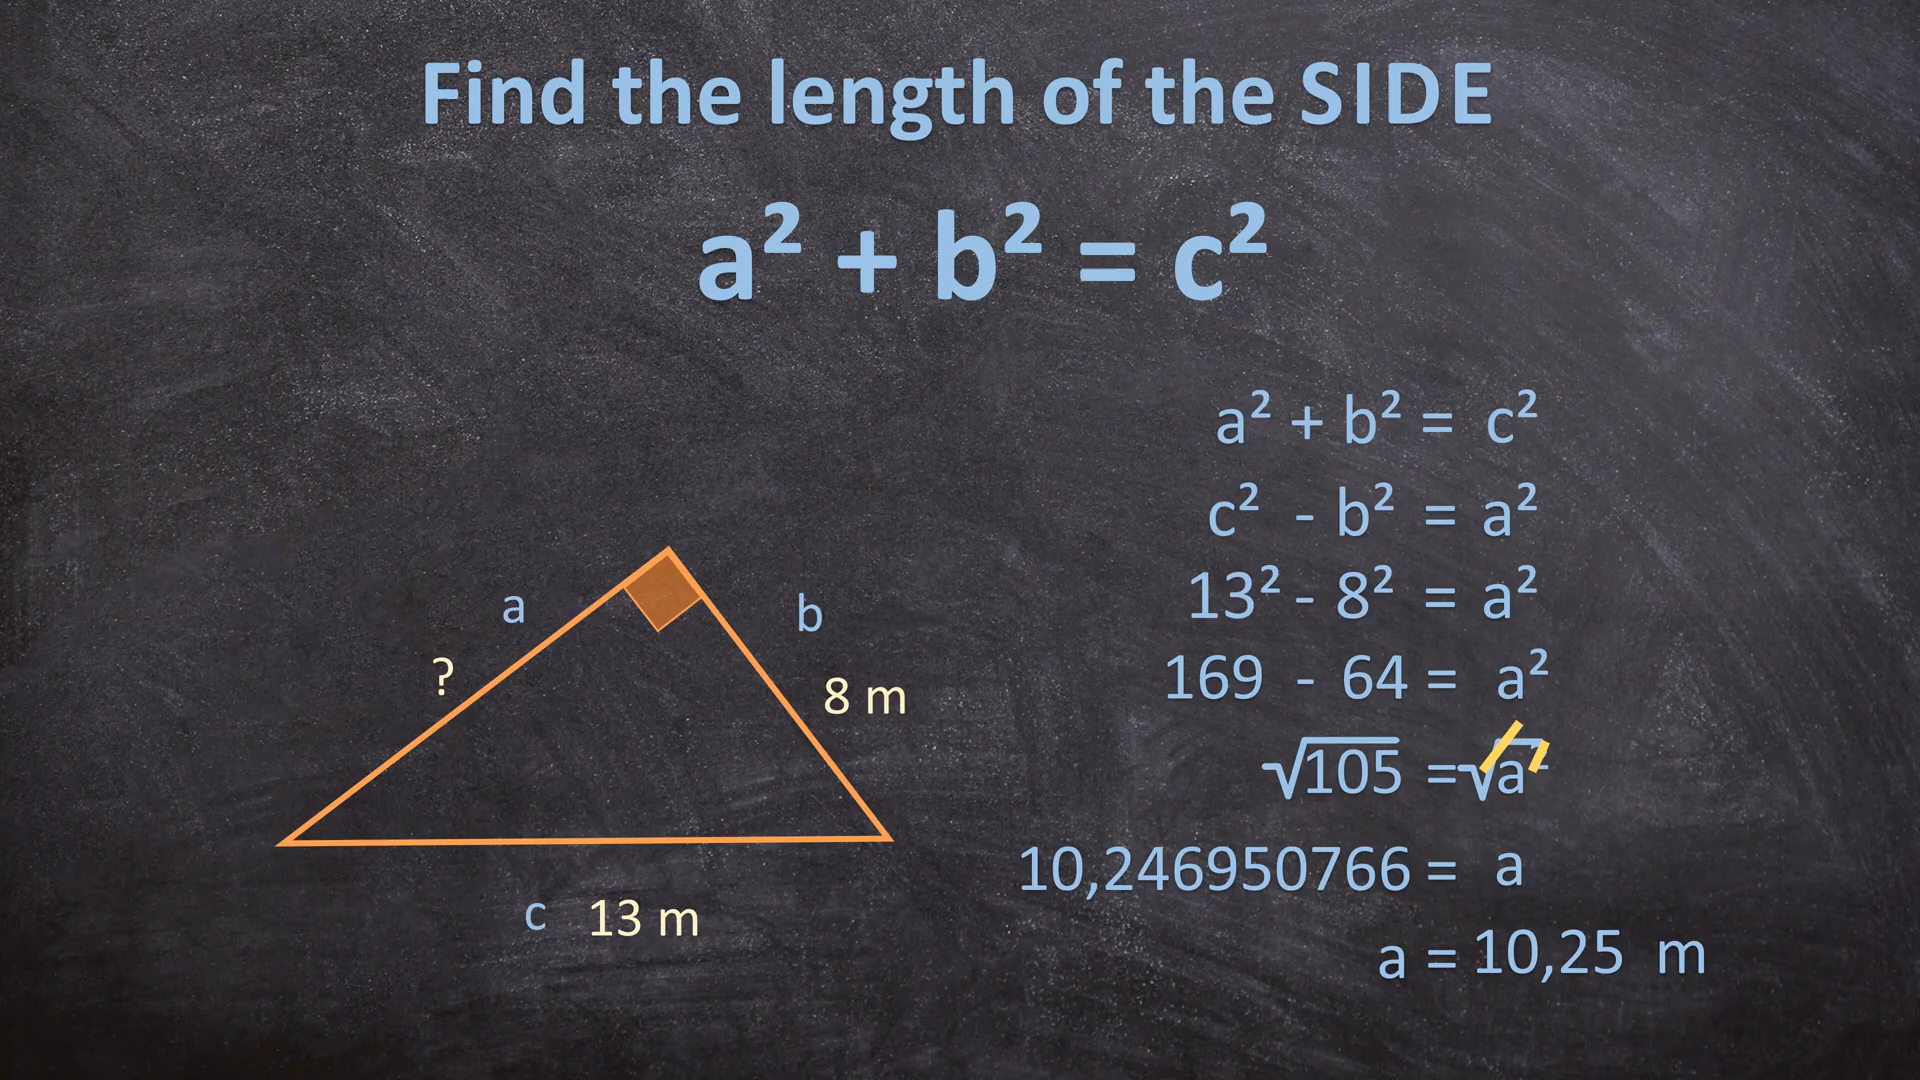 Find the length of the SIDE
a² + b² = c²
a² + b² = c²
c² - b² = a²
13² - 8² = a²
169 - 64 = a²
√105 = √a²
10,246950766 = a
a = 10,25 m
a
b
?
8 m
c 13 m